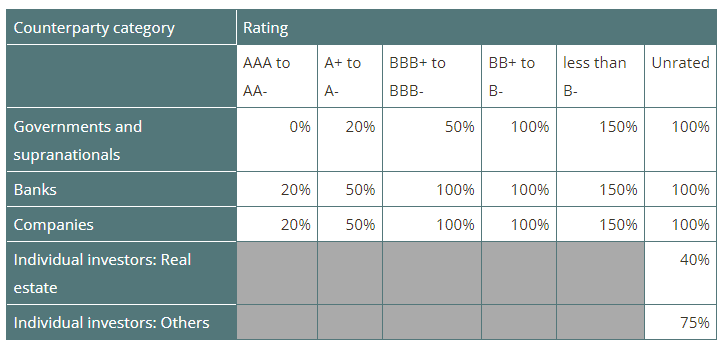 Counterparty category Rating
AAA to A+ to BBB+ to BB+ to less than Unrated
AA- A- BBB- B- B-
Governments and 0% 20% 50% 100% 150% 100%
supranationals
Banks 20% 50% 100% 100% 150% 100%
Companies 20% 50% 100% 100% 150% 100%
Individual investors: Real 40%
estate
Individual investors: Others 75%